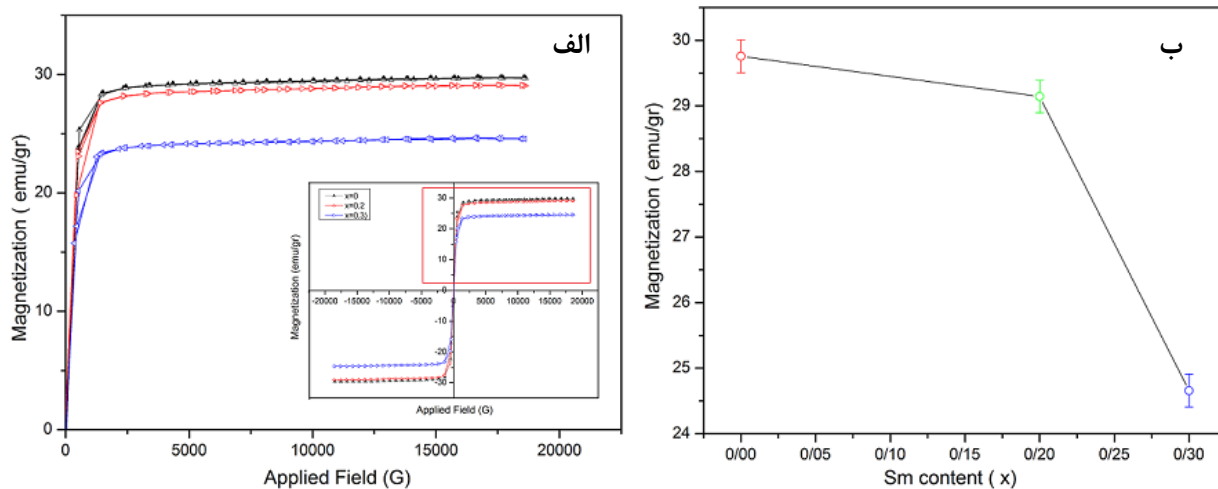 الف
Magnetization ( emu/gr)
30
20
10
0
0 5000 10000 15000 20000
Applied Field (G)
x=0
x=0.2
x=0.3
Magnetization (emu/gr)
30
20
10
-20000 -15000 -10000 -5000 0 5000 10000 15000 20000
-10
-20
-30
Applied Field (G)
ب
Magnetization ( emu/gr)
30
29
28
27
26
25
24
0/00 0/05 0/10 0/15 0/20 0/25 0/30
Sm content ( x)